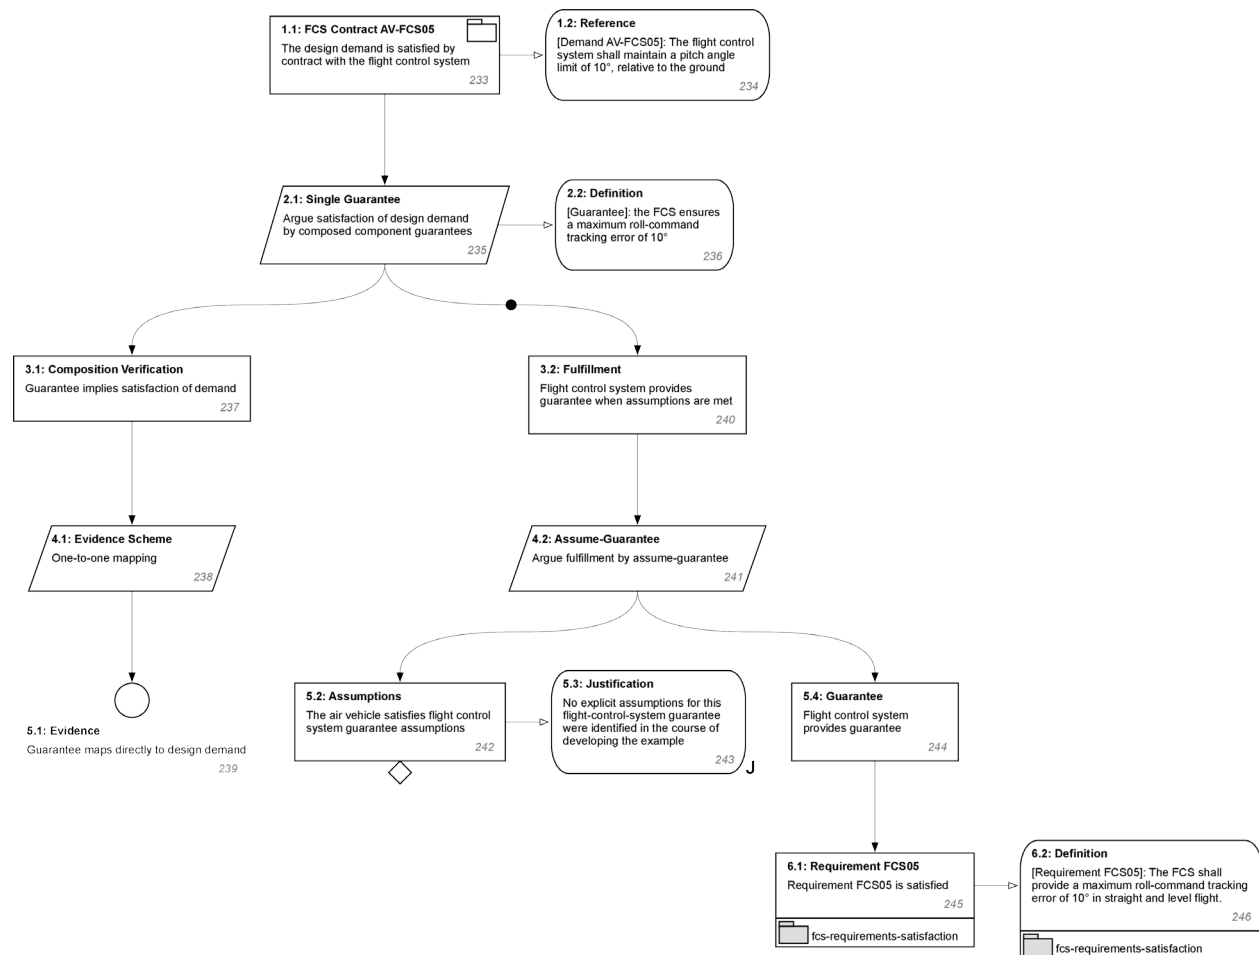 1.1: FCS Contract AV-FCS05
The design demand is satisfied by
contract with the flight control system
233
1.2: Reference
[Demand AV-FCS05]: The flight control
system shall maintain a pitch angle
limit of 10°, relative to the ground
234
2.1: Single Guarantee
Argue satisfaction of design demand
by composed component guarantees
235
2.2: Definition
[Guarantee]: the FCS ensures
a maximum roll-command
tracking error of 10°
236
3.1: Composition Verification
Guarantee implies satisfaction of demand
237
3.2: Fulfillment
Flight control system provides
guarantee when assumptions are met
240
4.1: Evidence Scheme
One-to-one mapping
238
4.2: Assume-Guarantee
Argue fulfillment by assume-guarantee
241
5.1: Evidence
Guarantee maps directly to design demand
239
5.2: Assumptions
The air vehicle satisfies flight control
system guarantee assumptions
242
5.3: Justification
No explicit assumptions for this
flight-control-system guarantee
were identified in the course of
developing the example
243
J
5.4: Guarantee
Flight control system
provides guarantee
244
6.1: Requirement FCS05
Requirement FCS05 is satisfied
245
fcs-requirements-satisfaction
6.2: Definition
[Requirement FCS05]: The FCS shall
provide a maximum roll-command tracking
error of 10° in straight and level flight.
246
fcs-requirements-satisfaction